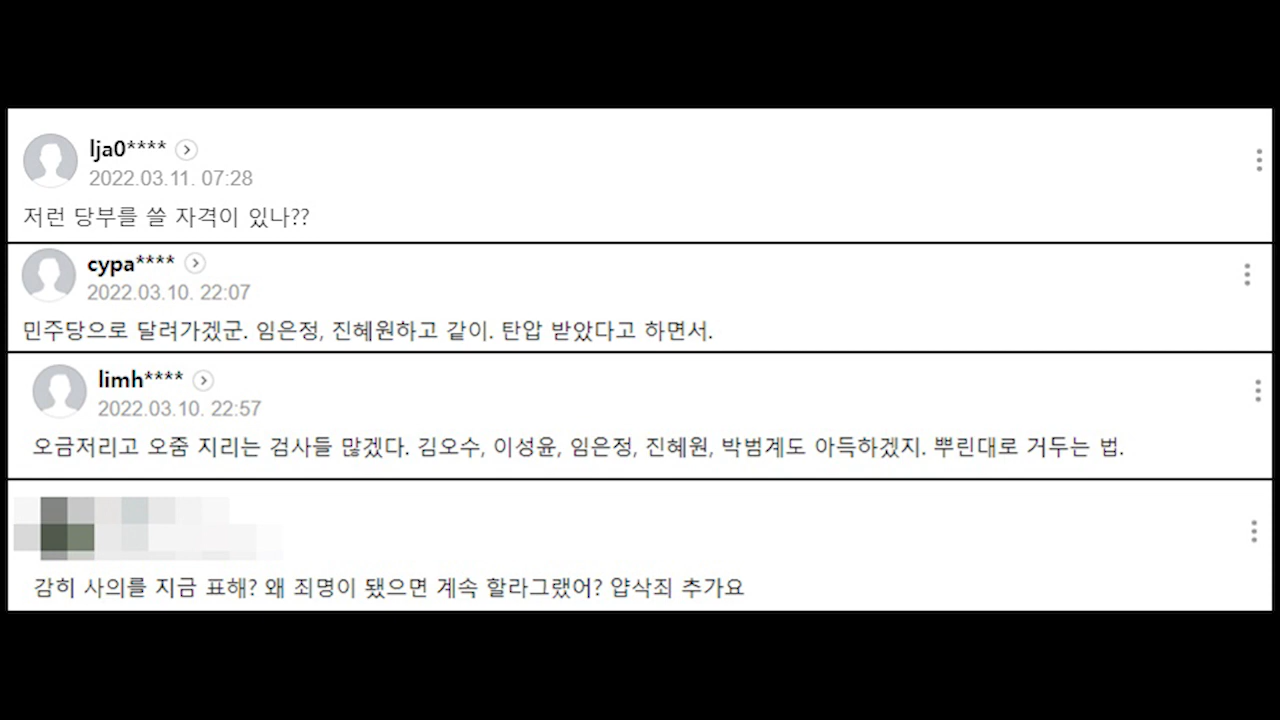 lja0****
2022.03.11. 07:28
저런 당부를 쓸 자격이 있나??
cypa****
2022.03.10. 22:07
민주당으로 달려가겠군. 임은정, 진혜원하고 같이. 탄압 받았다고 하면서.
limh****
2022.03.10. 22:57
오금저리고 오줌 지리는 검사들 많겠다. 김오수, 이성윤, 임은정, 진혜원, 박범계도 아득하겠지. 뿌린대로 거두는 법.
감히 사의를 지금 표해? 왜 죄명이 됐으면 계속 할라그랬어? 얍삭죄 추가요